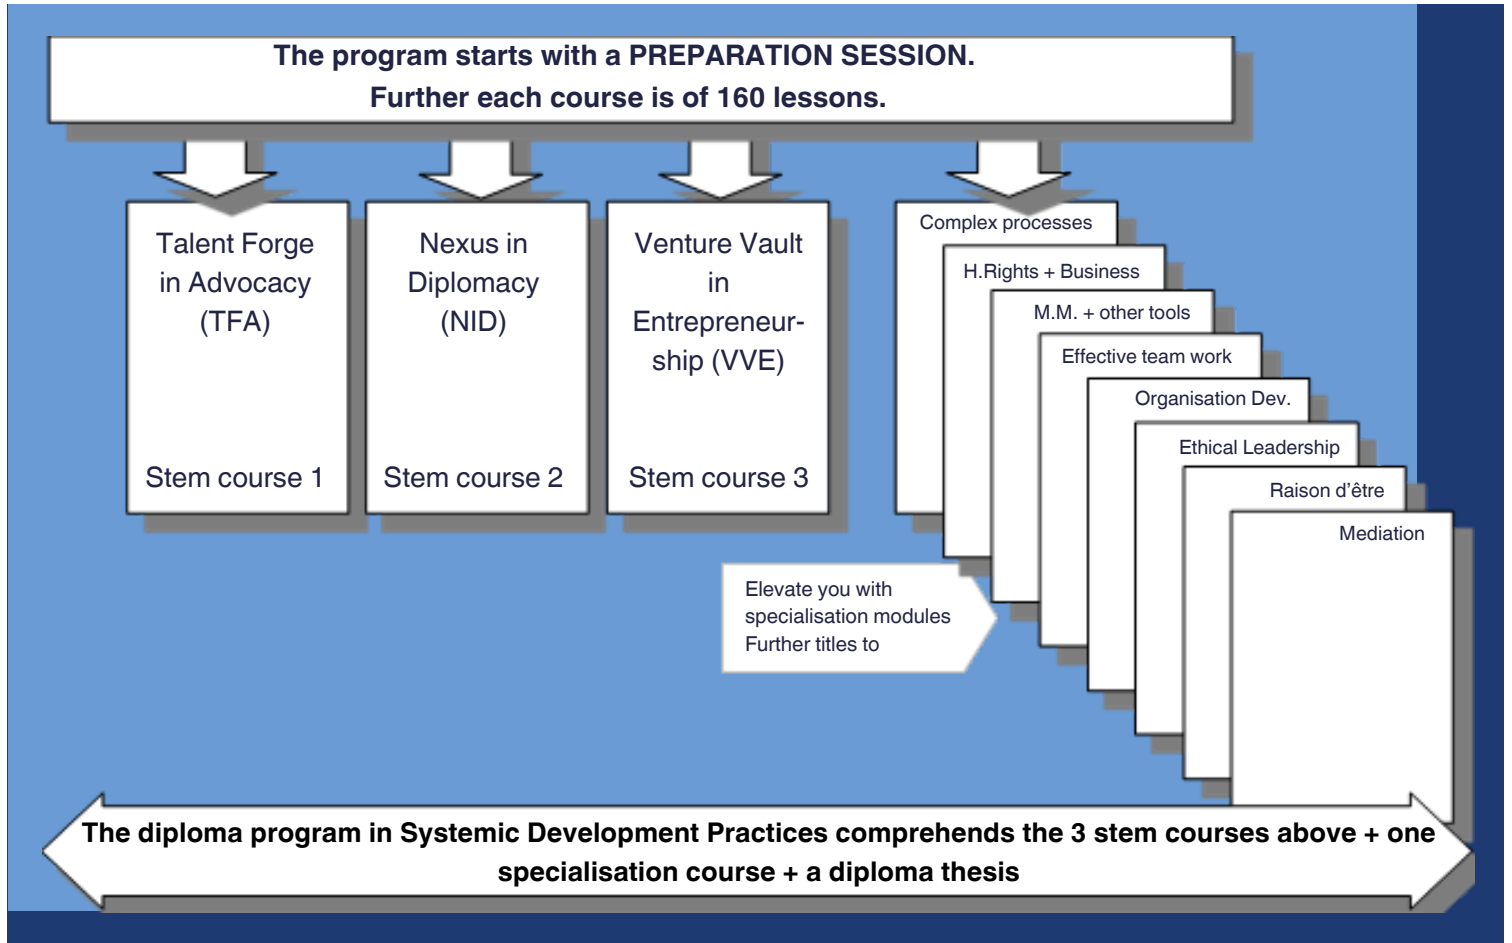 The program starts with a PREPARATION SESSION.
Further each course is of 160 lessons.
Talent Forge
in Advocacy
(TFA)
Stem course 1
Nexus in
Diplomacy
(NID)
Stem course 2
Venture Vault
in
Entrepreneur-
ship (VVE)
Stem course 3
Complex processes
H.Rights + Business
M.M. + other tools
Effective team work
Organisation Dev.
Ethical Leadership
Raison d’être
Mediation
Elevate you with
specialisation modules
Further titles to
The diploma program in Systemic Development Practices comprehends the 3 stem courses above + one
specialisation course + a diploma thesis